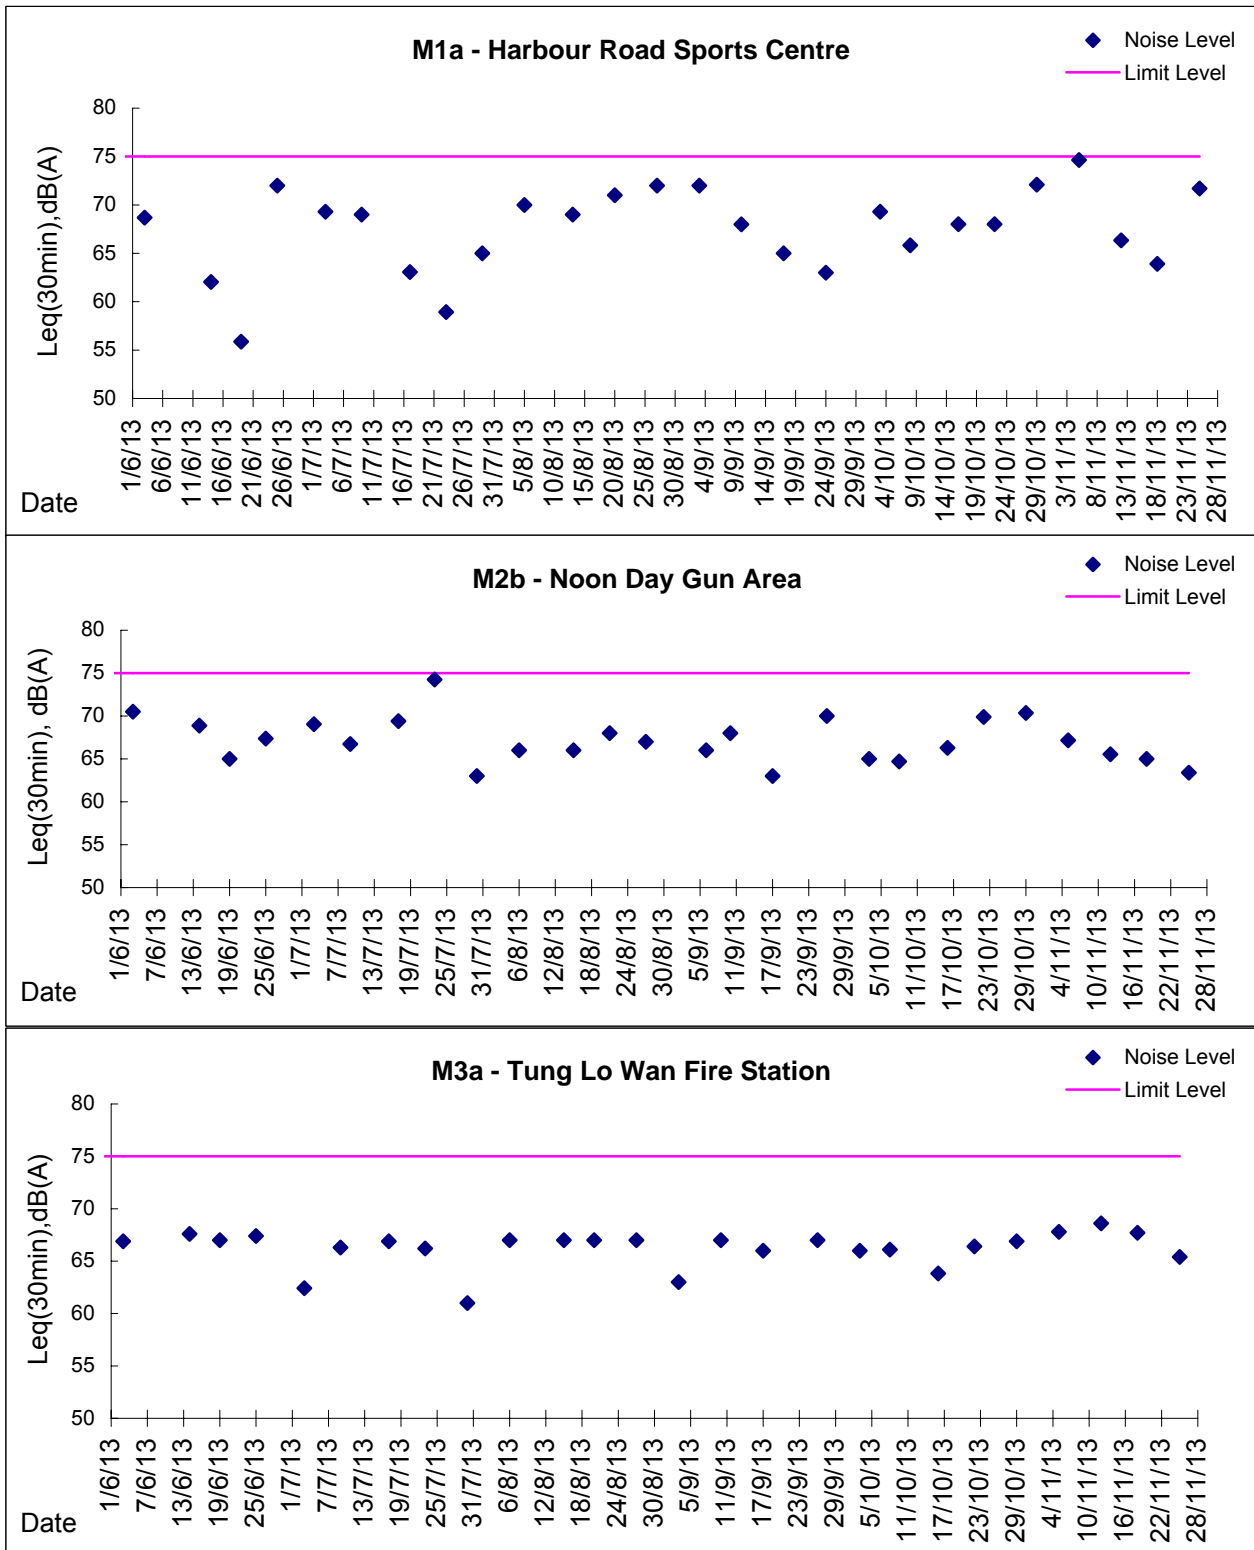 M1a - Harbour Road Sports Centre
Noise Level
Limit Level
Leq(30min),dB(A)
80
75
70
65
60
55
50
1/6/13 6/6/13 11/6/13 16/6/13 21/6/13 26/6/13 1/7/13 6/7/13 11/7/13 16/7/13 21/7/13 26/7/13 31/7/13 5/8/13 10/8/13 15/8/13 20/8/13 25/8/13 30/8/13 4/9/13 9/9/13 14/9/13 19/9/13 24/9/13 29/9/13 4/10/13 9/10/13 14/10/13 19/10/13 24/10/13 29/10/13 3/11/13 8/11/13 13/11/13 18/11/13 23/11/13 28/11/13
Date
M2b - Noon Day Gun Area
Noise Level
Limit Level
Leq(30min), dB(A)
80
75
70
65
60
55
50
1/6/13 7/6/13 13/6/13 19/6/13 25/6/13 1/7/13 7/7/13 13/7/13 19/7/13 25/7/13 31/7/13 6/8/13 12/8/13 18/8/13 24/8/13 30/8/13 5/9/13 11/9/13 17/9/13 23/9/13 29/9/13 5/10/13 11/10/13 17/10/13 23/10/13 29/10/13 4/11/13 10/11/13 16/11/13 22/11/13 28/11/13
Date
M3a - Tung Lo Wan Fire Station
Noise Level
Limit Level
Leq(30min),dB(A)
80
75
70
65
60
55
50
1/6/13 7/6/13 13/6/13 19/6/13 25/6/13 1/7/13 7/7/13 13/7/13 19/7/13 25/7/13 31/7/13 6/8/13 12/8/13 18/8/13 24/8/13 30/8/13 5/9/13 11/9/13 17/9/13 23/9/13 29/9/13 5/10/13 11/10/13 17/10/13 23/10/13 29/10/13 4/11/13 10/11/13 16/11/13 22/11/13 28/11/13
Date